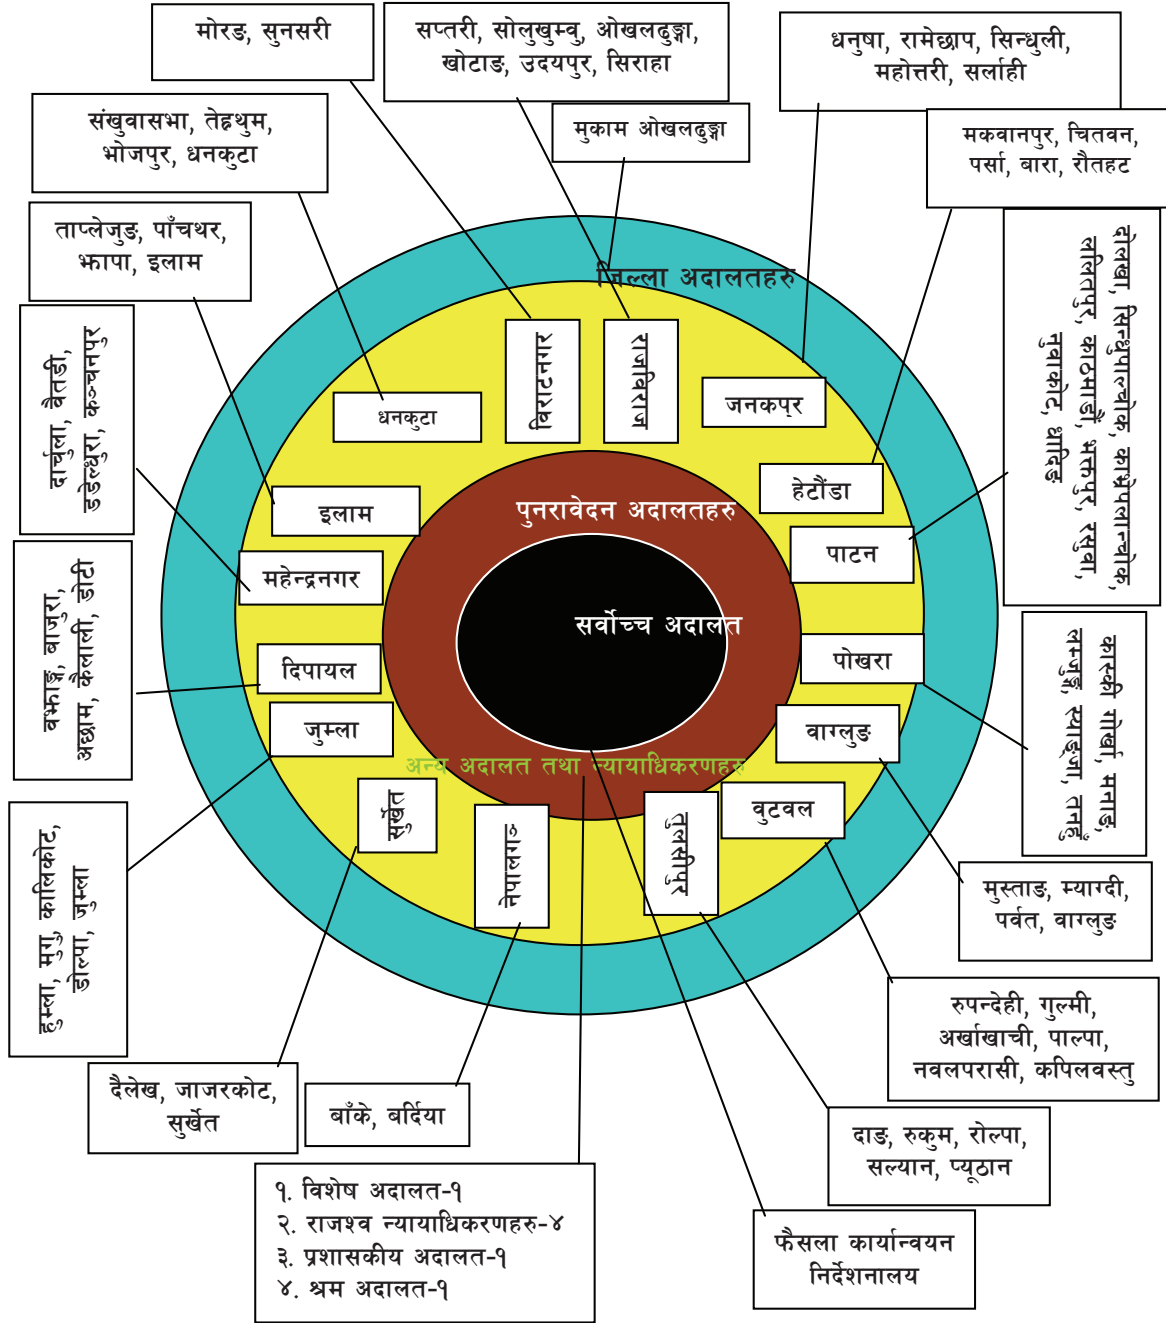 मोरङ, सुनसरी
सप्तरी, सोलुखुम्वु, ओखलढुङ्गा,
खोटाङ, उदयपुर, सिराहा
धनुषा, रामेछाप, सिन्धुली,
महोत्तरी, सर्लाही
संखुवासभा, तेह्रथुम,
भोजपुर, धनकुटा
मुकाम ओखलढुङ्गा
मकवानपुर, चितवन,
पर्सा, बारा, रौतहट
ताप्लेजुङ, पाँचथर,
झापा, इलाम
दोलखा, सिन्धुपाल्चोक, काभ्रेपलान्चोक,
ललितपुर, काठमाडौं, भक्तपुर, रसुवा,
नुवाकोट, धादिङ
जिल्ला अदालतहरु
दार्चुला, वैतडी,
डडेल्धुरा, कञ्चनपुर
विराटनगर
राजविराज
जनकपुर
धनकुटा
हेटौंडा
इलाम
पुनरावेदन अदालतहरु
पाटन
महेन्द्रनगर
वझाङ्ग, बाजुरा,
अछाम, कैलाली, डोटी
सर्वोच्च अदालत
दिपायल
पोखरा
कास्की गोर्खा, मनाङ्ग,
लम्जुङ्ग, स्याङ्ग्जा, तनहुँ
जुम्ला
वाग्लुङ
अन्य अदालत तथा न्यायाधिकरणहरु
सुर्खेत
नेपालगञ्ज
तुलसीपुर
वुटवल
हुम्ला, मुगु, कालिकोट,
डोल्पा, जुम्ला
मुस्ताङ, म्याग्दी,
पर्वत, वाग्लुङ
रुपन्देही, गुल्मी,
अर्खाखाची, पाल्पा,
नवलपरासी, कपिलवस्तु
दैलेख, जाजरकोट,
सुर्खेत
बाँके, बर्दिया
दाङ, रुकुम, रोल्पा,
सल्यान, प्यूठान
१. विशेष अदालत-१
२. राजश्व न्यायाधिकरणहरु-४
३. प्रशासकीय अदालत-१
४. श्रम अदालत-१
फैसला कार्यान्वयन
निर्देशनालय